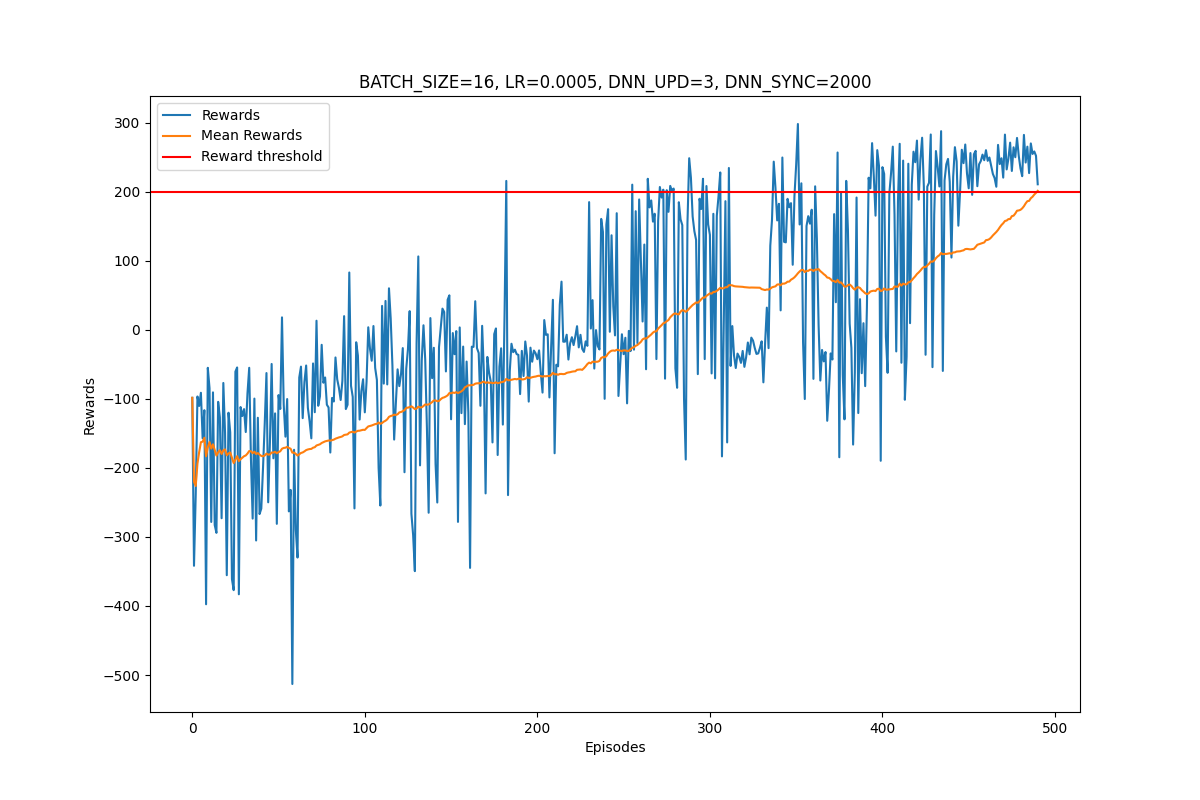 BATCH_SIZE=16, LR=0.0005, DNN_UPD=3, DNN_SYNC=2000
Rewards
Mean Rewards
Reward threshold
300
200
100
0
−100
−200
−300
−400
−500
Rewards
0
100
200
300
400
500
Episodes